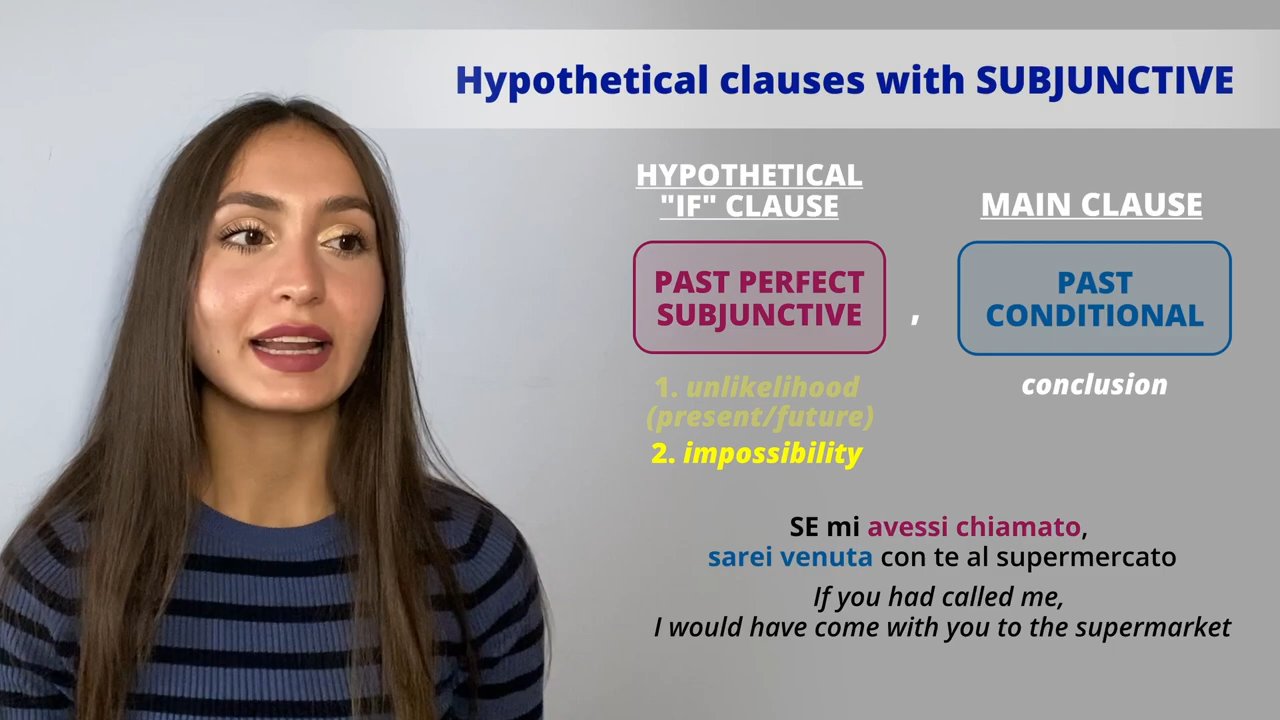 Hypothetical clauses with SUBJUNCTIVE
HYPOTHETICAL
"IF" CLAUSE
MAIN CLAUSE
PAST PERFECT
SUBJUNCTIVE
,
PAST
CONDITIONAL
1. unlikelihood
(present/future)
2. impossibility
conclusion
SE mi avessi chiamato,
sarei venuta con te al supermercato
If you had called me,
I would have come with you to the supermarket